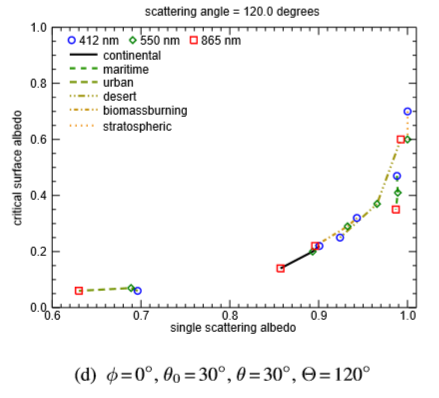 scattering angle = 120.0 degrees
412 nm 550 nm 865 nm
continental
maritime
urban
desert
biomassburning
stratospheric
critical surface albedo
1.0
0.8
0.6
0.4
0.2
0.0
0.6 0.7 0.8 0.9 1.0
single scattering albedo
(d) ϕ=0°, θ₀=30°, θ=30°, Θ=120°